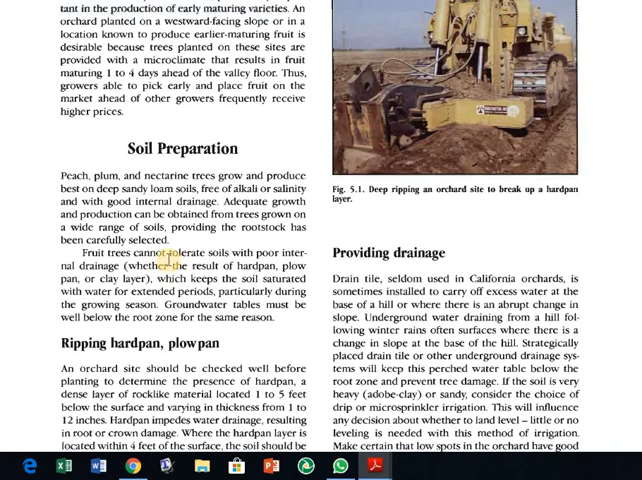 tant in the production of early maturing varieties. An
orchard planted on a westward-facing slope or in a
location known to produce earlier-maturing fruit is
desirable because trees planted on these sites are
provided with a microclimate that results in fruit
maturing 1 to 4 days ahead of the valley floor. Thus,
growers able to pick early and place fruit on the
market ahead of other growers frequently receive
higher prices.
Soil Preparation
Peach, plum, and nectarine trees grow and produce
best on deep sandy loam soils, free of alkali or salinity
and with good internal drainage. Adequate growth
and production can be obtained from trees grown on
a wide range of soils, providing the rootstock has
been carefully selected.
Fruit trees cannot tolerate soils with poor inter-
nal drainage (whether the result of hardpan, plow
pan, or clay layer), which keeps the soil saturated
with water for extended periods, particularly during
the growing season. Groundwater tables must be
well below the root zone for the same reason.
Ripping hardpan, plowpan
An orchard site should be checked well before
planting to determine the presence of hardpan, a
dense layer of rocklike material located 1 to 5 feet
below the surface and varying in thickness from 1 to
12 inches. Hardpan impedes water drainage, resulting
in root or crown damage. Where the hardpan layer is
located within 4 feet of the surface, the soil should be
Fig. 5.1. Deep ripping an orchard site to break up a hardpan
layer.
Providing drainage
Drain tile, seldom used in California orchards, is
sometimes installed to carry off excess water at the
base of a hill or where there is an abrupt change in
slope. Underground water draining from a hill fol-
lowing winter rains often surfaces where there is a
change in slope at the base of the hill. Strategically
placed drain tile or other underground drainage sys-
tems will keep this perched water table below the
root zone and prevent tree damage. If the soil is very
heavy (adobe-clay) or sandy, consider the choice of
drip or microsprinkler irrigation. This will influence
any decision about whether to land level – little or no
leveling is needed with this method of irrigation.
Make certain that low spots in the orchard have good